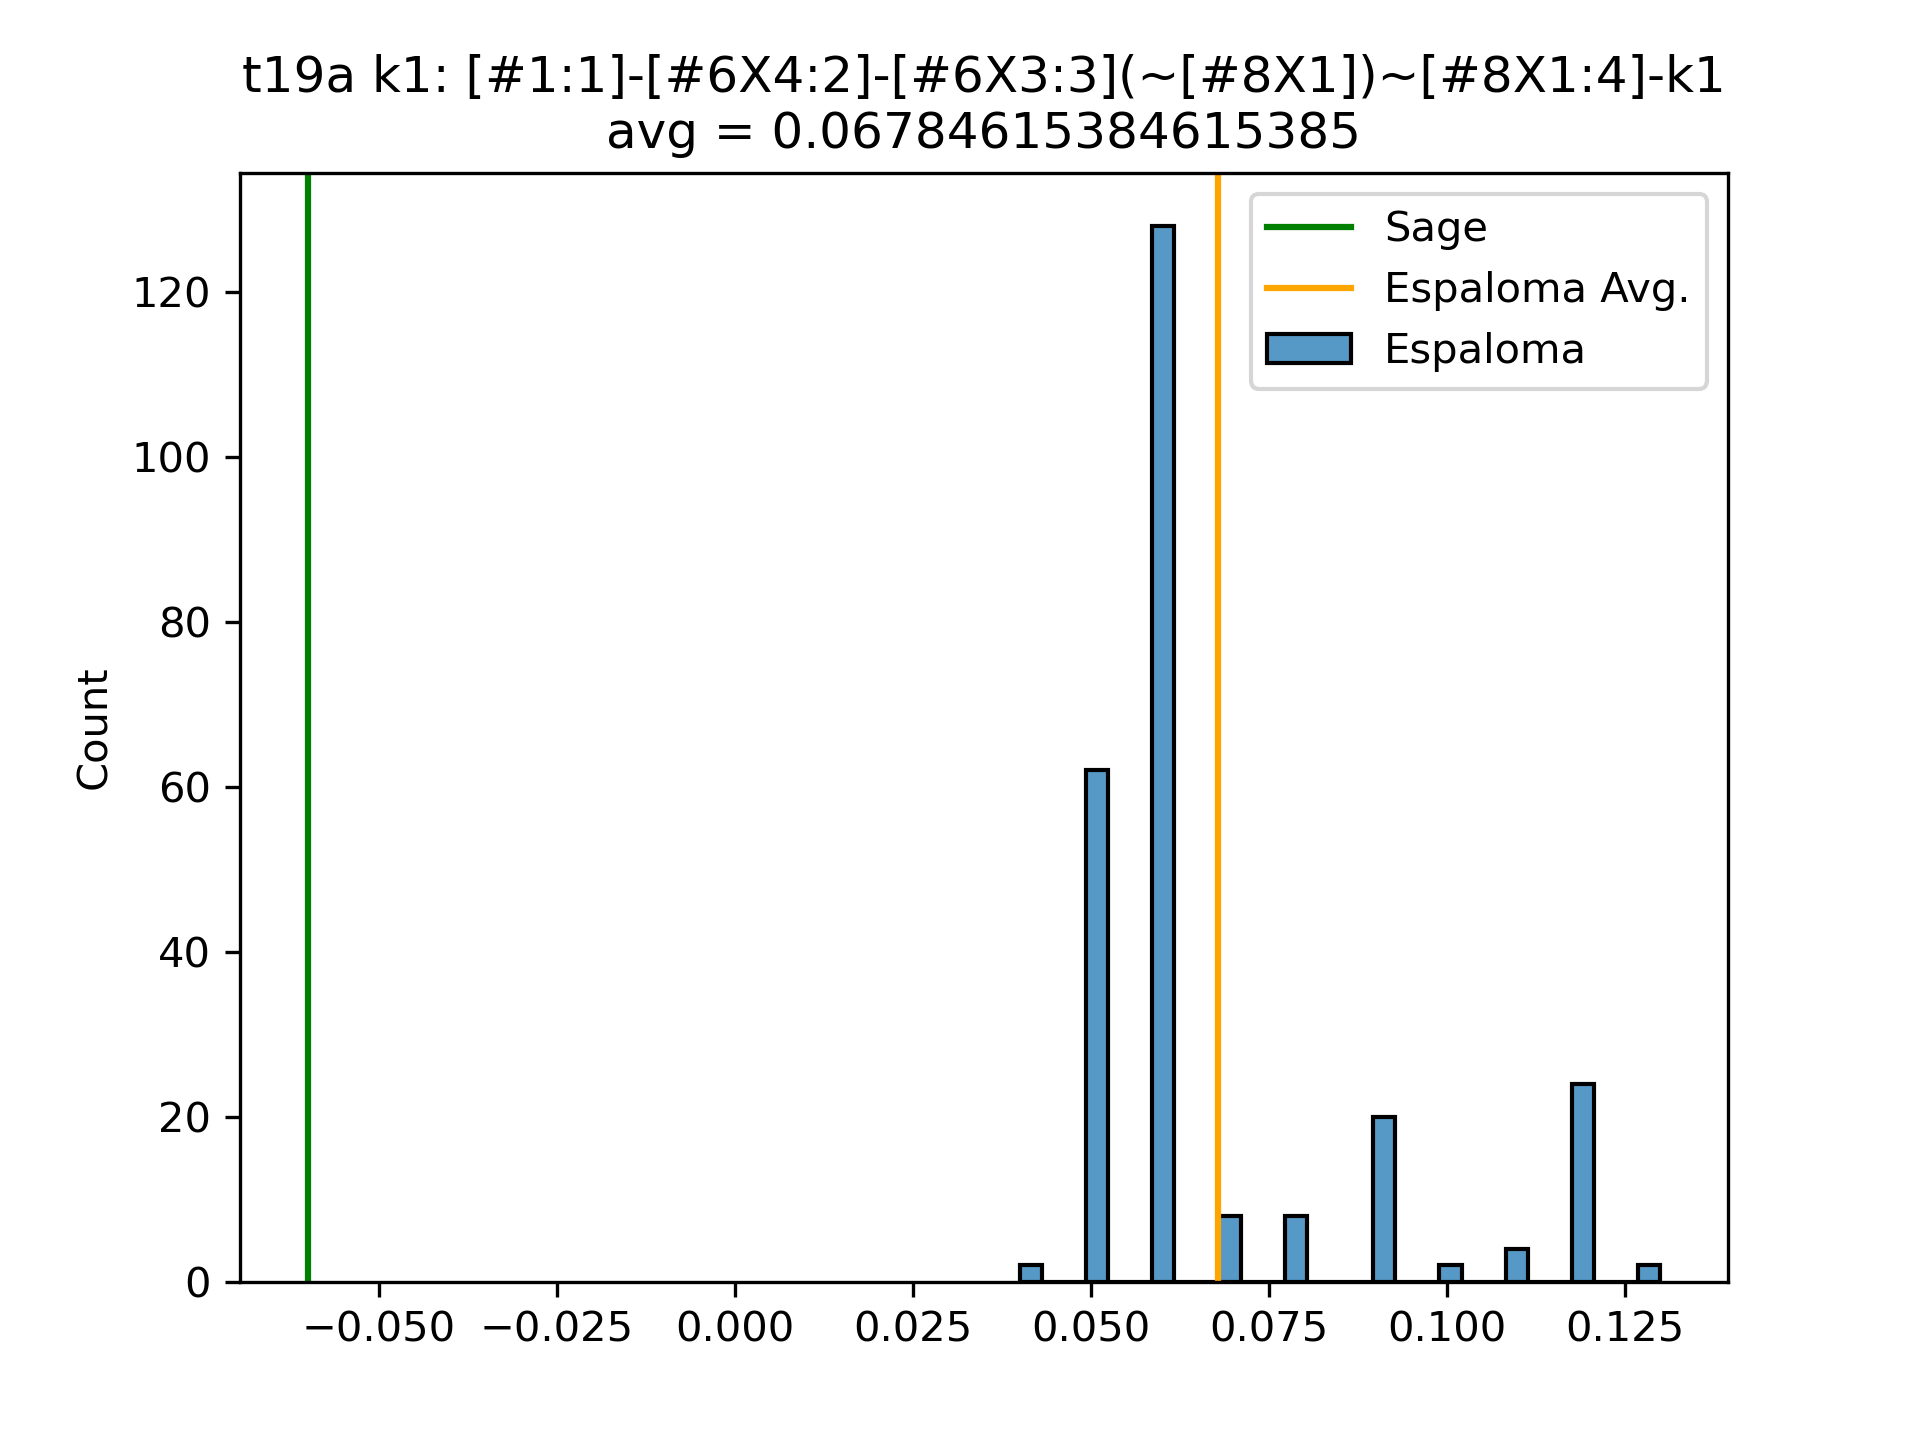 t19a k1: [#1:1]-[#6X4:2]-[#6X3:3](~[#8X1])~[#8X1:4]-k1
avg = 0.06784615384615385
Sage
Espaloma Avg.
Espaloma
120
100
80
60
40
20
0
Count
−0.050 −0.025 0.000 0.025 0.050 0.075 0.100 0.125